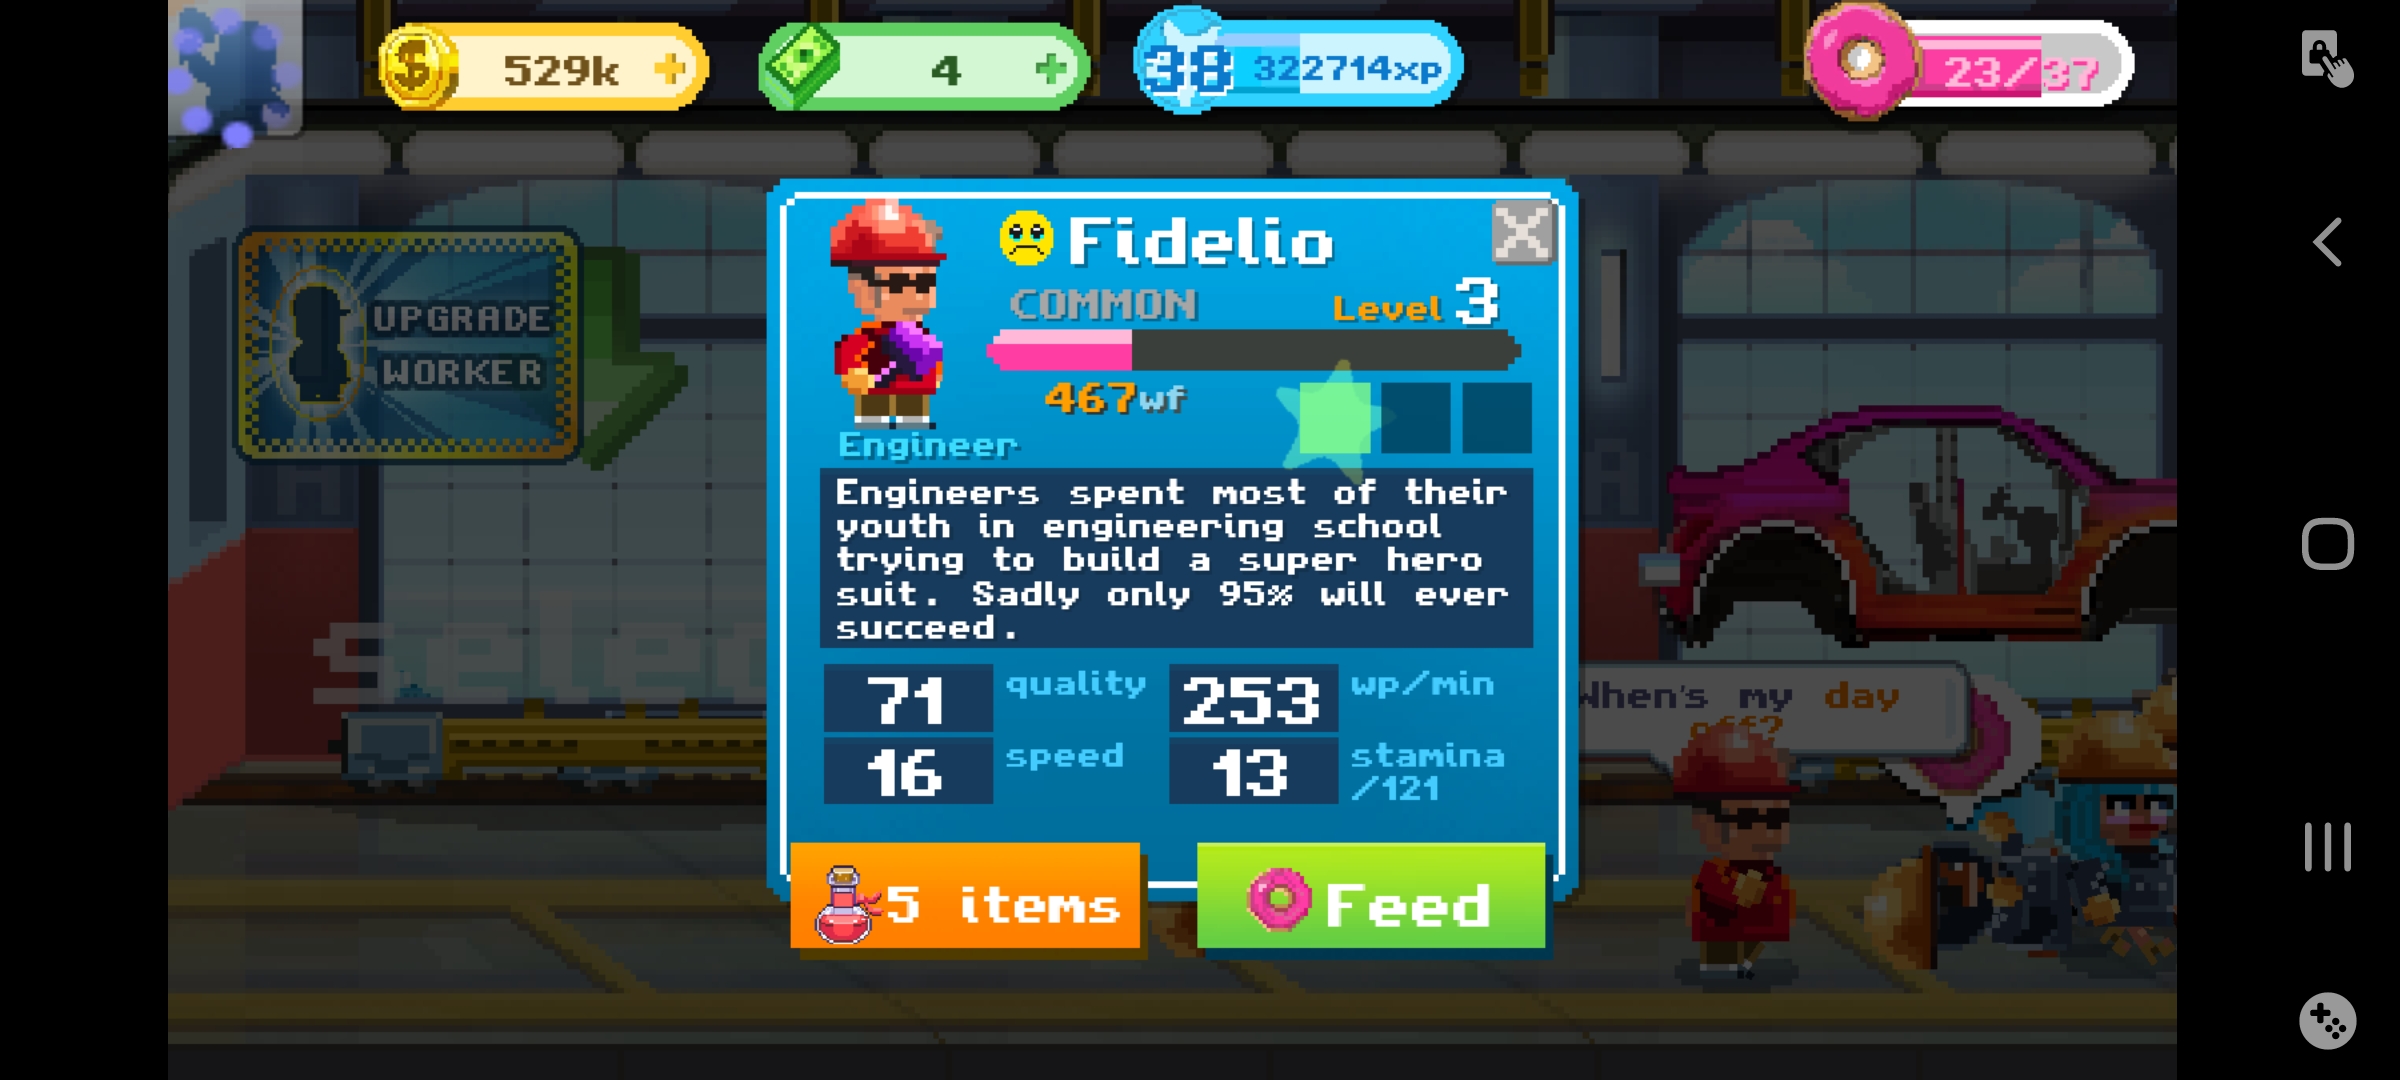 529k
4
38 322714xp
23/37
UPGRADE
WORKER
Fidelio
COMMON
Level 3
467wf
Engineer
Engineers spent most of their
youth in engineering school
trying to build a super hero
suit. Sadly only 95% will ever
succeed.
71 quality
253 wp/min
16 speed
13 stamina
/121
When's my day
off?
5 items
Feed